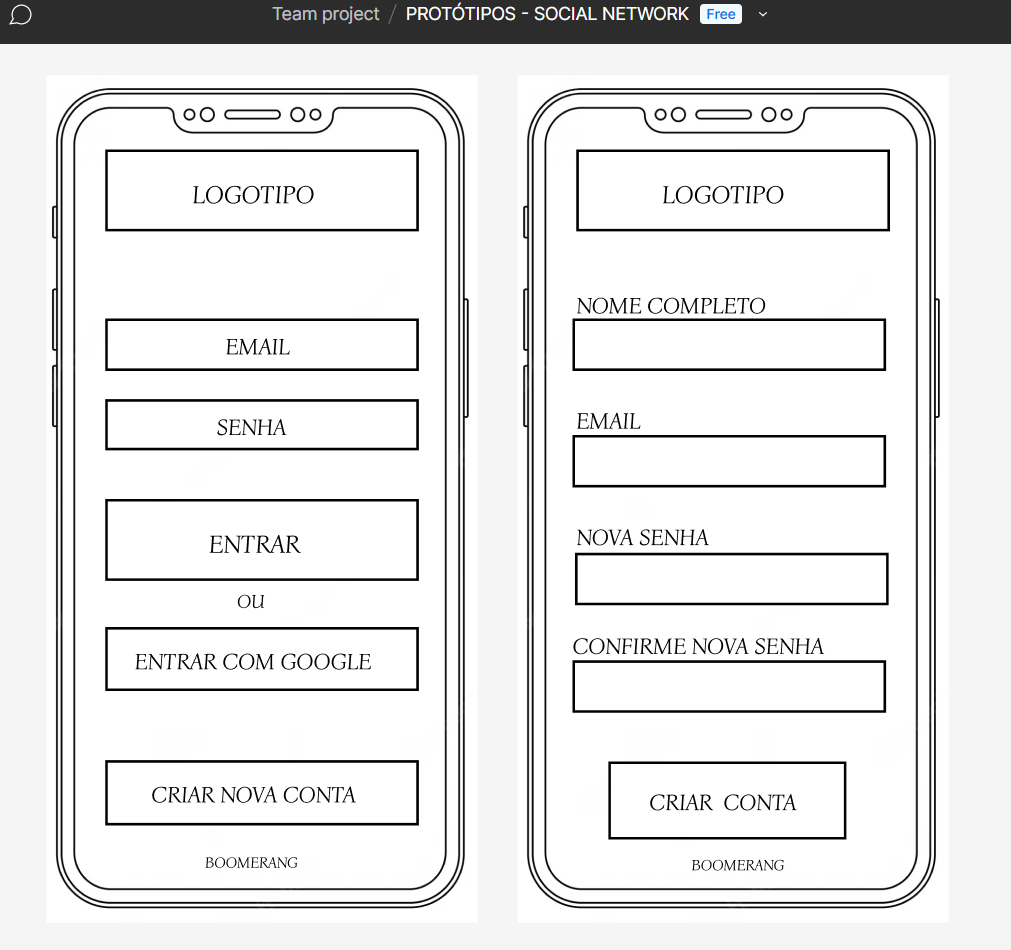 Team project / PROTÓTIPOS - SOCIAL NETWORK Free
LOGOTIPO
EMAIL
SENHA
ENTRAR
OU
ENTRAR COM GOOGLE
CRIAR NOVA CONTA
BOOMERANG
LOGOTIPO
NOME COMPLETO
EMAIL
NOVA SENHA
CONFIRME NOVA SENHA
CRIAR CONTA
BOOMERANG